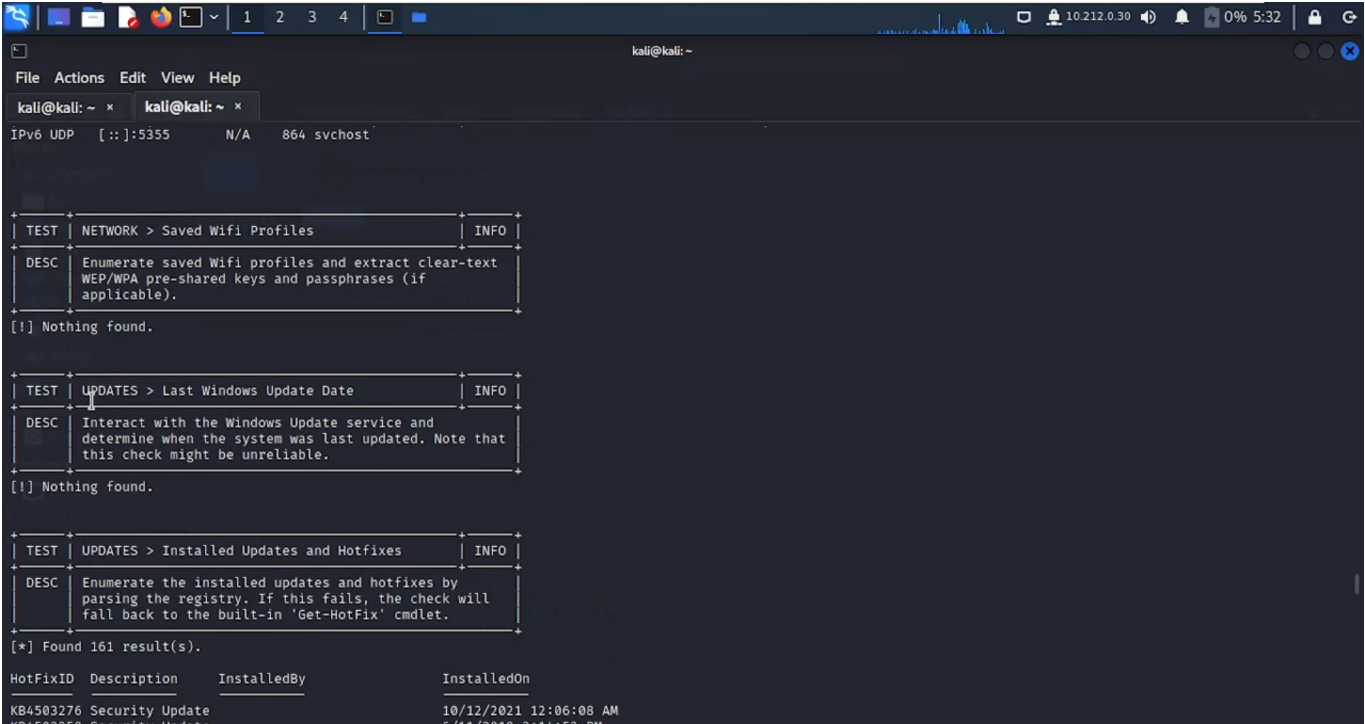 1 2 3 4 10.212.0.30 0% 5:32
kali@kali: ~
File Actions Edit View Help
kali@kali: ~ × kali@kali: ~ ×
IPv6 UDP [::]:5355 N/A 864 svchost
TEST | NETWORK > Saved Wifi Profiles | INFO
DESC | Enumerate saved Wifi profiles and extract clear-text
WEP/WPA pre-shared keys and passphrases (if
applicable).
[!] Nothing found.
TEST | UPDATES > Last Windows Update Date | INFO
DESC | Interact with the Windows Update service and
determine when the system was last updated. Note that
this check might be unreliable.
[!] Nothing found.
TEST | UPDATES > Installed Updates and Hotfixes | INFO
DESC | Enumerate the installed updates and hotfixes by
parsing the registry. If this fails, the check will
fall back to the built-in 'Get-HotFix' cmdlet.
[*] Found 161 result(s).
HotFixID Description InstalledBy InstalledOn
KB4503276 Security Update 10/12/2021 12:06:08 AM